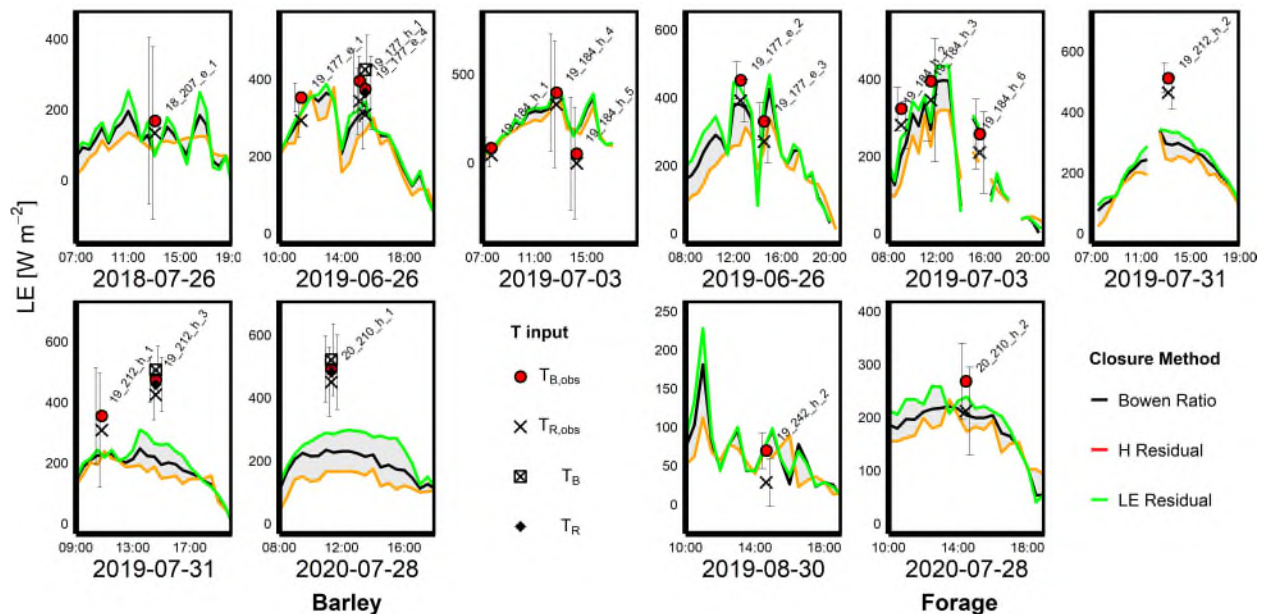 LE [W m⁻²]
400
200
0
07:00 11:00 15:00 19:00
2018-07-26
18_207_e_1
400
200
0
10:00 14:00 18:00
2019-06-26
19_177_e_1
19_177_h_1
19_177_e_4
500
0
11:00 15:00
2019-07-03
19_184_h_1
19_184_h_4
19_184_h_5
600
400
200
0
08:00 12:00 16:00 20:00
2019-06-26
19_177_e_2
19_177_e_3
400
200
0
08:00 12:00 16:00 20:00
2019-07-03
19_184_h_2
19_184_h_3
19_184_h_6
600
400
200
0
07:00 11:00 15:00 19:00
2019-07-31
19_212_h_2
600
400
200
0
09:00 13:00 17:00
2019-07-31
19_212_h_1
19_212_h_3
600
400
200
0
08:00 12:00 16:00
2020-07-28
20_210_h_1
T input
T_B,obs
T_R,obs
T_B
T_R
250
200
150
100
50
0
10:00 14:00 18:00
2019-08-30
19_242_h_2
400
300
200
100
0
10:00 14:00 18:00
2020-07-28
20_210_h_2
Closure Method
Bowen Ratio
H Residual
LE Residual
Barley
Forage